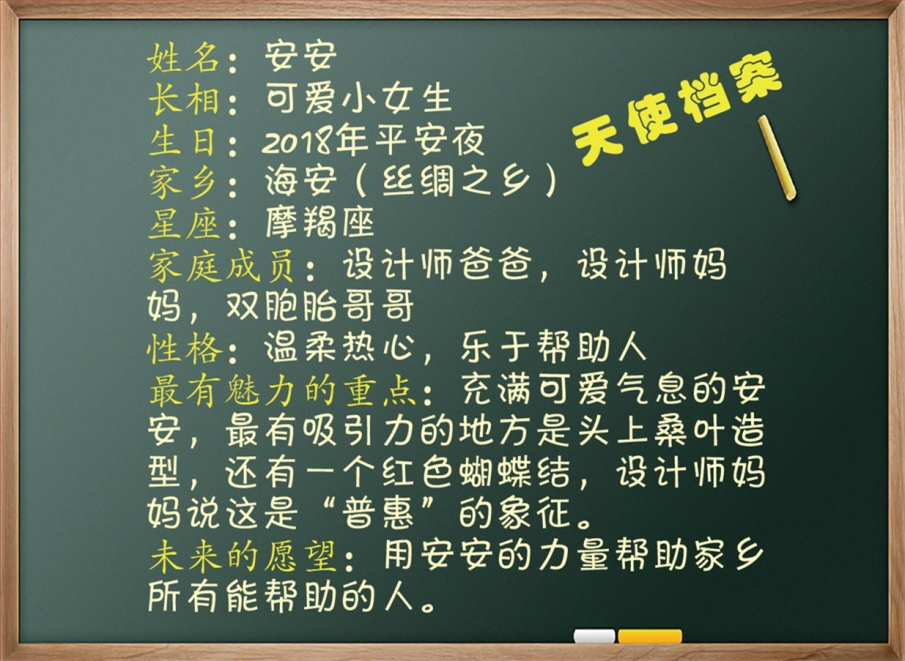 天使档案
姓名：安安
长相：可爱小女生
生日：2018年平安夜
家乡：海安（丝绸之乡）
星座：摩羯座
家庭成员：设计师爸爸，设计师妈
妈，双胞胎哥哥
性格：温柔热心，乐于帮助人
最有魅力的重点：充满可爱气息的安
安，最有吸引力的地方是头上桑叶造
型，还有一个红色蝴蝶结，设计师妈
妈说这是“普惠”的象征。
未来的愿望：用安安的力量帮助家乡
所有能帮助的人。